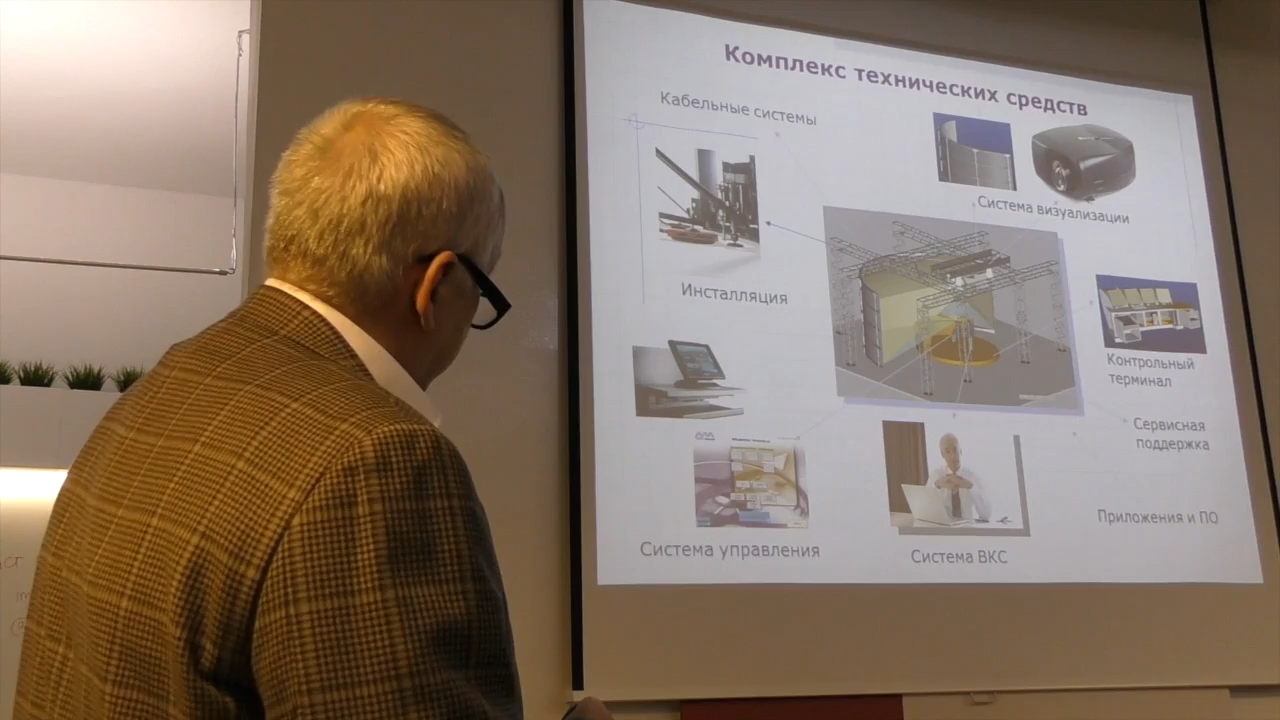 Комплекс технических средств
Кабельные системы
Система визуализации
Инсталляция
Контрольный
терминал
Сервисная
поддержка
Приложения и ПО
Система управления
Система ВКС